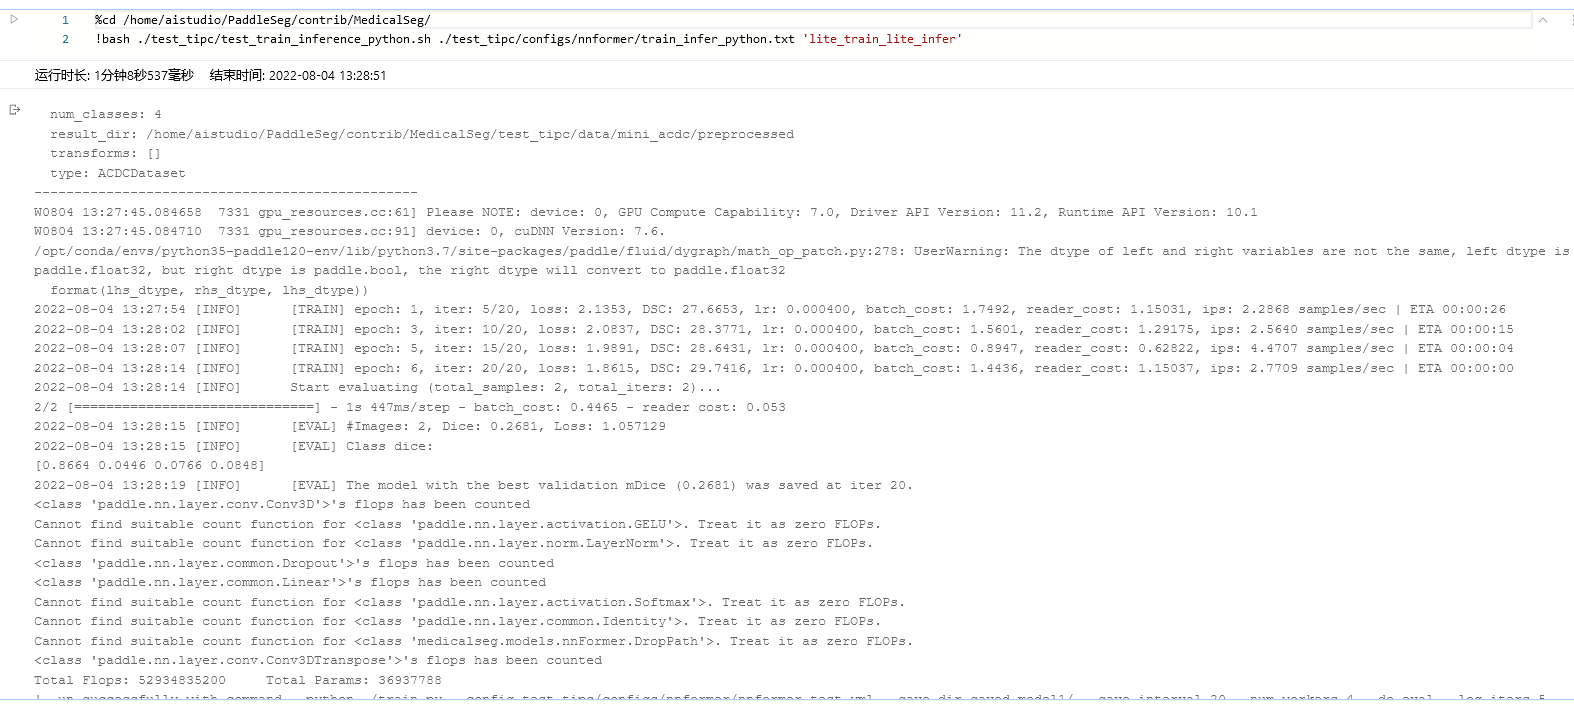 1 %cd /home/aistudio/PaddleSeg/contrib/MedicalSeg/
2 !bash ./test_tipc/test_train_inference_python.sh ./test_tipc/configs/nnformer/train_infer_python.txt 'lite_train_lite_infer'
运行时长: 1分钟8秒537毫秒 结束时间: 2022-08-04 13:28:51
num_classes: 4
result_dir: /home/aistudio/PaddleSeg/contrib/MedicalSeg/test_tipc/data/mini_acdc/preprocessed
transforms: []
type: ACDCDataset
------------------------------------------------
W0804 13:27:45.084658  7331 gpu_resources.cc:61] Please NOTE: device: 0, GPU Compute Capability: 7.0, Driver API Version: 11.2, Runtime API Version: 10.1
W0804 13:27:45.084710  7331 gpu_resources.cc:91] device: 0, cuDNN Version: 7.6.
/opt/conda/envs/python35-paddle120-env/lib/python3.7/site-packages/paddle/fluid/dygraph/math_op_patch.py:278: UserWarning: The dtype of left and right variables are not the same, left dtype is
paddle.float32, but right dtype is paddle.bool, the right dtype will convert to paddle.float32
format(lhs_dtype, rhs_dtype, lhs_dtype))
2022-08-04 13:27:54 [INFO] [TRAIN] epoch: 1, iter: 5/20, loss: 2.1353, DSC: 27.6653, lr: 0.000400, batch_cost: 1.7492, reader_cost: 1.15031, ips: 2.2868 samples/sec | ETA 00:00:26
2022-08-04 13:28:02 [INFO] [TRAIN] epoch: 3, iter: 10/20, loss: 2.0837, DSC: 28.3771, lr: 0.000400, batch_cost: 1.5601, reader_cost: 1.29175, ips: 2.5640 samples/sec | ETA 00:00:15
2022-08-04 13:28:07 [INFO] [TRAIN] epoch: 5, iter: 15/20, loss: 1.9891, DSC: 28.6431, lr: 0.000400, batch_cost: 0.8947, reader_cost: 0.62822, ips: 4.4707 samples/sec | ETA 00:00:04
2022-08-04 13:28:14 [INFO] [TRAIN] epoch: 6, iter: 20/20, loss: 1.8615, DSC: 29.7416, lr: 0.000400, batch_cost: 1.4436, reader_cost: 1.15037, ips: 2.7709 samples/sec | ETA 00:00:00
2022-08-04 13:28:14 [INFO] Start evaluating (total_samples: 2, total_iters: 2)...
2/2 [==============================] - 1s 447ms/step - batch_cost: 0.4465 - reader cost: 0.053
2022-08-04 13:28:15 [INFO] [EVAL] #Images: 2, Dice: 0.2681, Loss: 1.057129
2022-08-04 13:28:15 [INFO] [EVAL] Class dice:
[0.8664 0.0446 0.0766 0.0848]
2022-08-04 13:28:19 [INFO] [EVAL] The model with the best validation mDice (0.2681) was saved at iter 20.
<class 'paddle.nn.layer.conv.Conv3D'>'s flops has been counted
Cannot find suitable count function for <class 'paddle.nn.layer.activation.GELU'>. Treat it as zero FLOPs.
Cannot find suitable count function for <class 'paddle.nn.layer.norm.LayerNorm'>. Treat it as zero FLOPs.
<class 'paddle.nn.layer.common.Dropout'>'s flops has been counted
<class 'paddle.nn.layer.common.Linear'>'s flops has been counted
Cannot find suitable count function for <class 'paddle.nn.layer.activation.Softmax'>. Treat it as zero FLOPs.
Cannot find suitable count function for <class 'paddle.nn.layer.common.Identity'>. Treat it as zero FLOPs.
Cannot find suitable count function for <class 'medicalseg.models.nnFormer.DropPath'>. Treat it as zero FLOPs.
<class 'paddle.nn.layer.conv.Conv3DTranspose'>'s flops has been counted
Total Flops: 52934835200 Total Params: 36937788